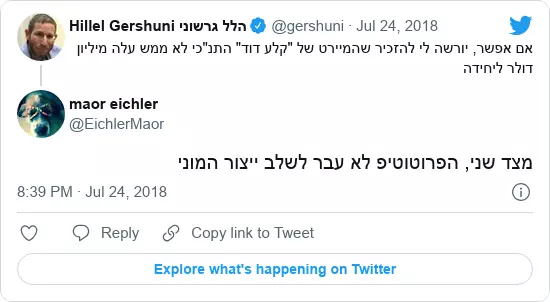 Hillel Gershuni הלל גרשוני @gershuni · Jul 24, 2018
אם אפשר, יורשה לי להזכיר שהמיירט של "קלע דוד" התנ"כי לא ממש עלה מיליון
דולר ליחידה
maor eichler
@EichlerMaor
מצד שני, הפרוטוטיפ לא עבר לשלב ייצור המוני
8:39 PM · Jul 24, 2018
Reply Copy link to Tweet
Explore what's happening on Twitter